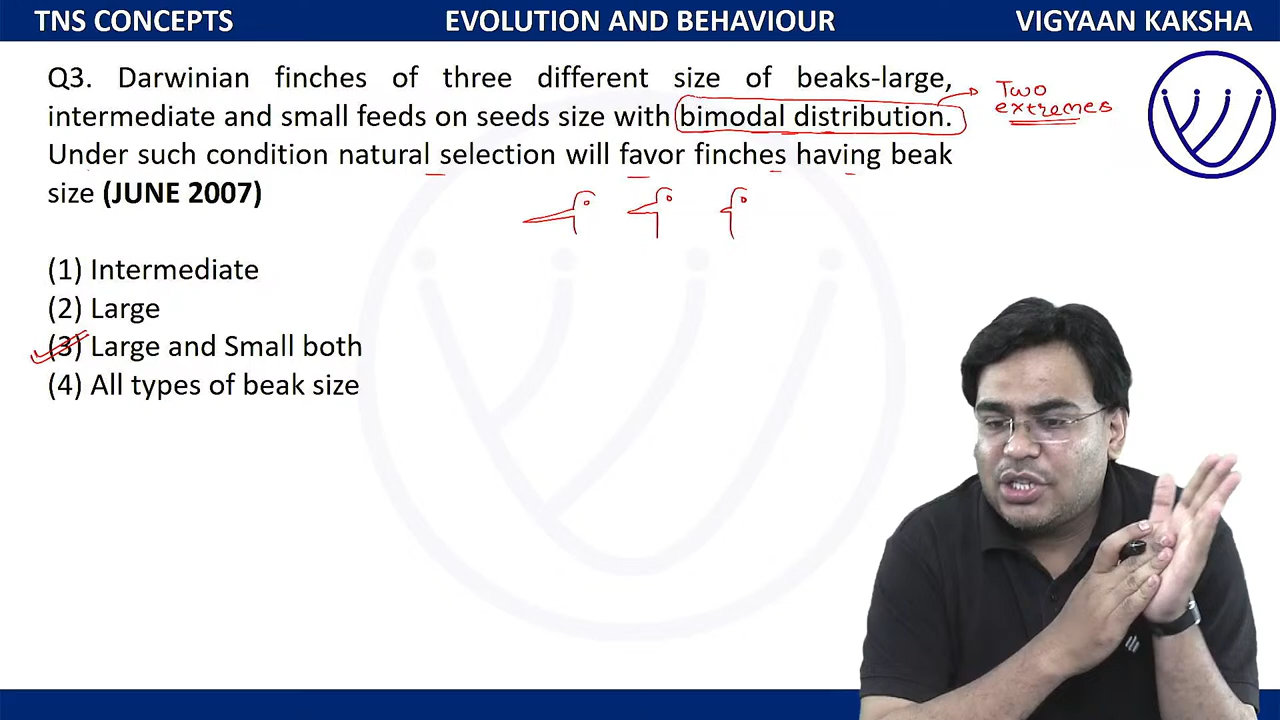 TNS CONCEPTS EVOLUTION AND BEHAVIOUR VIGYAAN KAKSHA
Q3. Darwinian finches of three different size of beaks-large,
intermediate and small feeds on seeds size with bimodal distribution.
Under such condition natural selection will favor finches having beak
size (JUNE 2007)
Two
extremes
(1) Intermediate
(2) Large
(3) Large and Small both
(4) All types of beak size